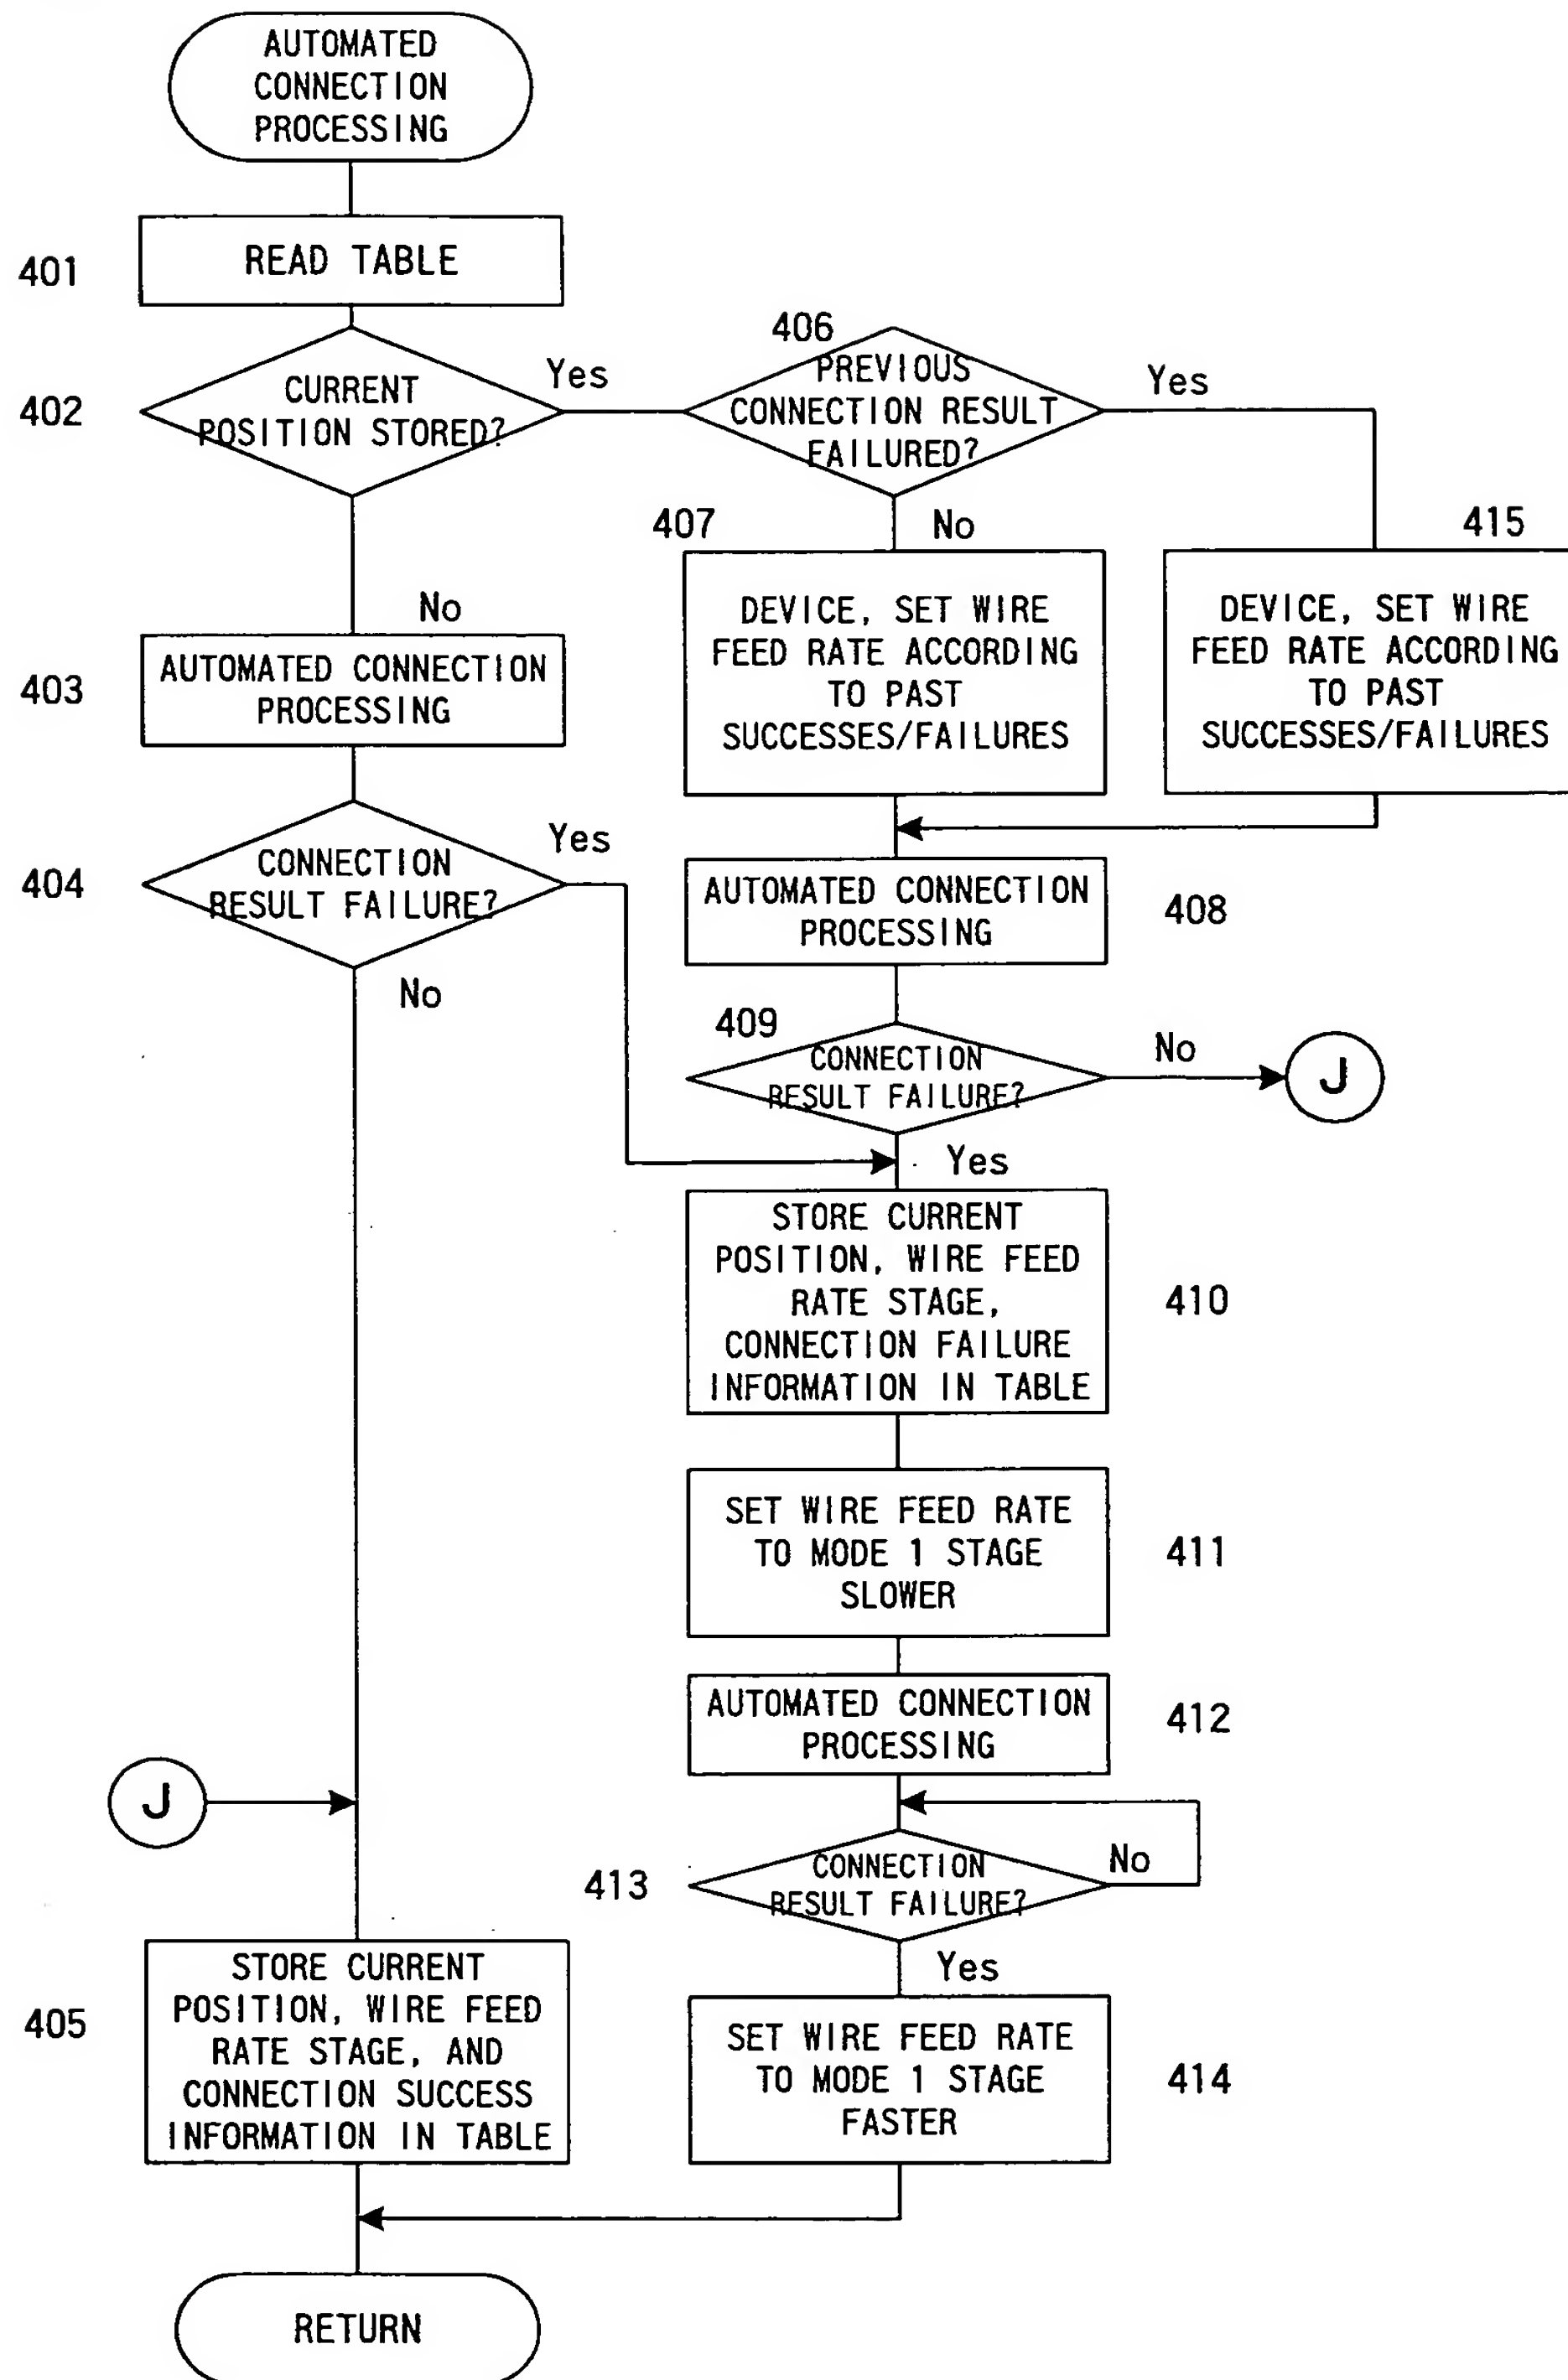 AUTOMATED
CONNECTION
PROCESSING
401
READ TABLE
402
CURRENT
POSITION STORED?
Yes
No
406
PREVIOUS
CONNECTION RESULT
FAILURED?
Yes
No
403
AUTOMATED CONNECTION
PROCESSING
407
DEVICE, SET WIRE
FEED RATE ACCORDING
TO PAST
SUCCESSES/FAILURES
415
DEVICE, SET WIRE
FEED RATE ACCORDING
TO PAST
SUCCESSES/FAILURES
404
CONNECTION
RESULT FAILURE?
Yes
No
AUTOMATED CONNECTION
PROCESSING
408
409
CONNECTION
RESULT FAILURE?
No
J
Yes
STORE CURRENT
POSITION, WIRE FEED
RATE STAGE,
CONNECTION FAILURE
INFORMATION IN TABLE
410
SET WIRE FEED RATE
TO MODE 1 STAGE
SLOWER
411
AUTOMATED CONNECTION
PROCESSING
412
J
413
CONNECTION
RESULT FAILURE?
No
Yes
405
STORE CURRENT
POSITION, WIRE FEED
RATE STAGE, AND
CONNECTION SUCCESS
INFORMATION IN TABLE
SET WIRE FEED RATE
TO MODE 1 STAGE
FASTER
414
RETURN